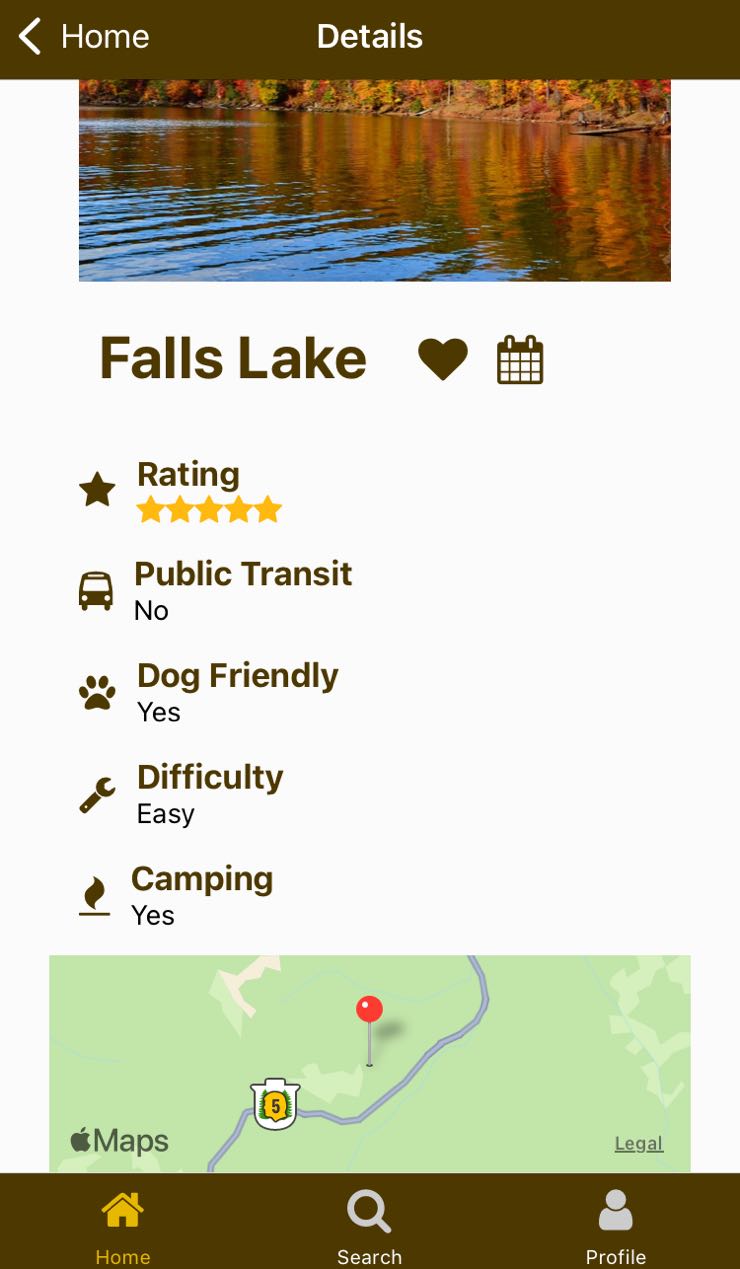 Home
Details
Falls Lake
Rating
Public Transit
No
Dog Friendly
Yes
Difficulty
Easy
Camping
Yes
5
Maps
Legal
Home
Search
Profile